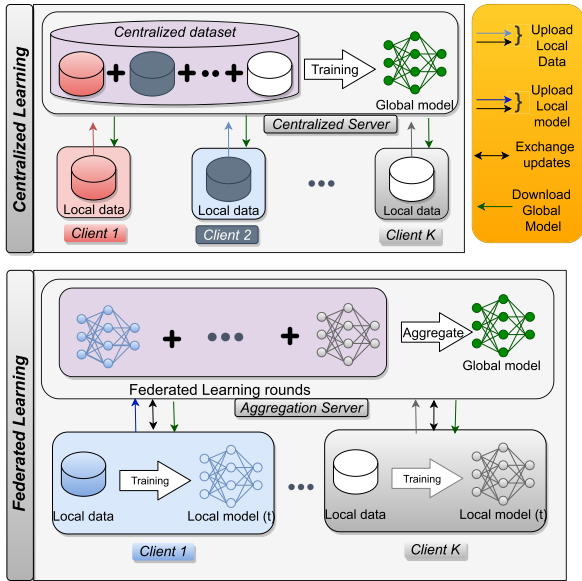 Centralized Learning
Centralized dataset
Training
Global model
Centralized Server
Local data
Local data
Local data
Client 1
Client 2
Client K
} Upload
Local
Data
} Upload
Local
model
Exchange
updates
Download
Global
Model
Federated Learning
Aggregate
Global model
Federated Learning rounds
Aggregation Server
Training
Local data
Local model (t)
Training
Local data
Local model (t)
Client 1
Client K